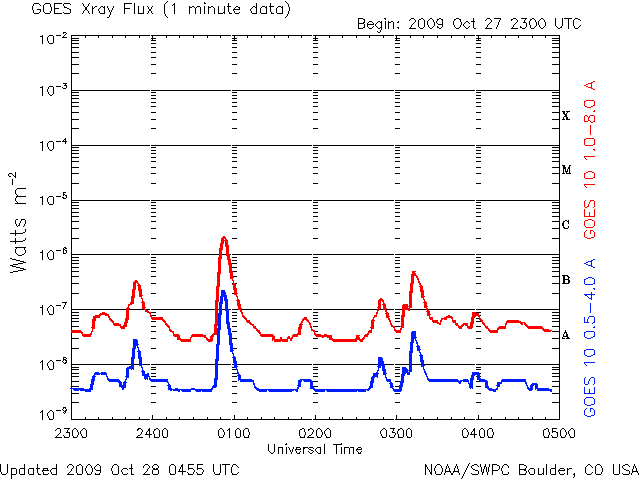 GOES Xray Flux (1 minute data)
Begin: 2009 Oct 27 2300 UTC
10⁻²
10⁻³
10⁻⁴
10⁻⁵
10⁻⁶
10⁻⁷
10⁻⁸
10⁻⁹
Watts m⁻²
X
M
C
B
A
GOES 10 1.0-8.0 A
GOES 10 0.5-4.0 A
2300 2400 0100 0200 0300 0400 0500
Universal Time
Updated 2009 Oct 28 0455 UTC
NOAA/SWPC Boulder, CO USA